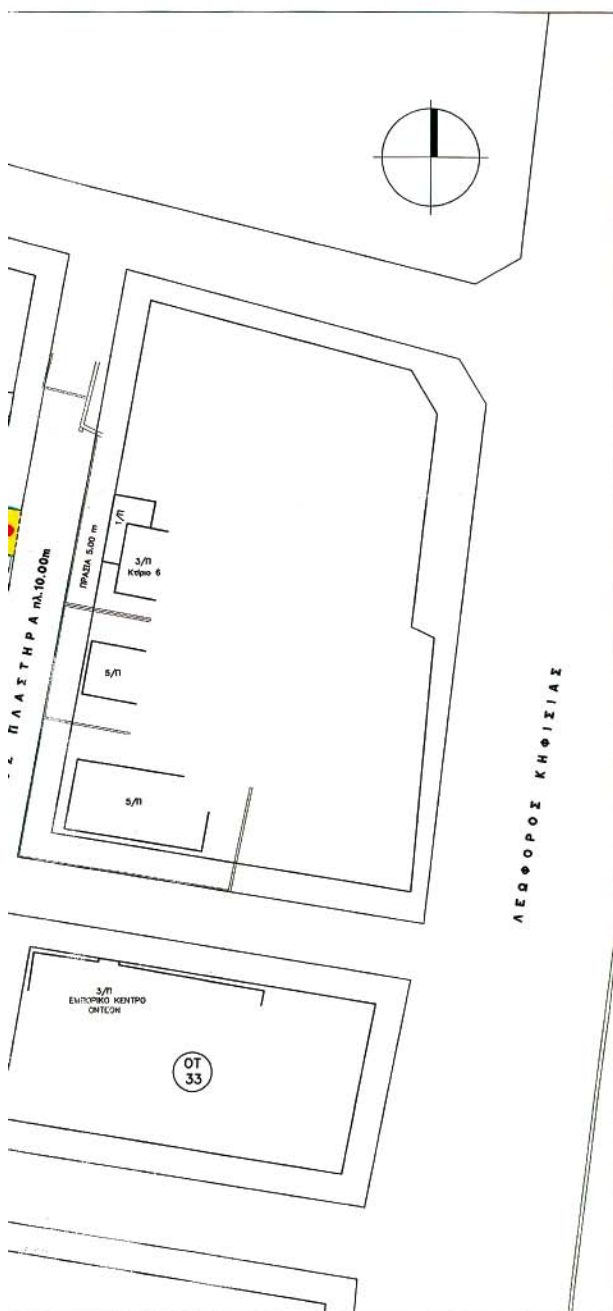 1/Π
ΠΡΑΣΙΑ 5.00 m
3/Π
Κτίριο 6
ΠΛΑΣΤΗΡΑ πλ.10.00m
5/Π
5/Π
ΛΕΩΦΟΡΟΣ ΚΗΦΙΣΙΑΣ
3/Π
ΕΜΠΟΡΙΚΟ ΚΕΝΤΡΟ
ΟΝΤΕΟΝ
ΟΤ
33